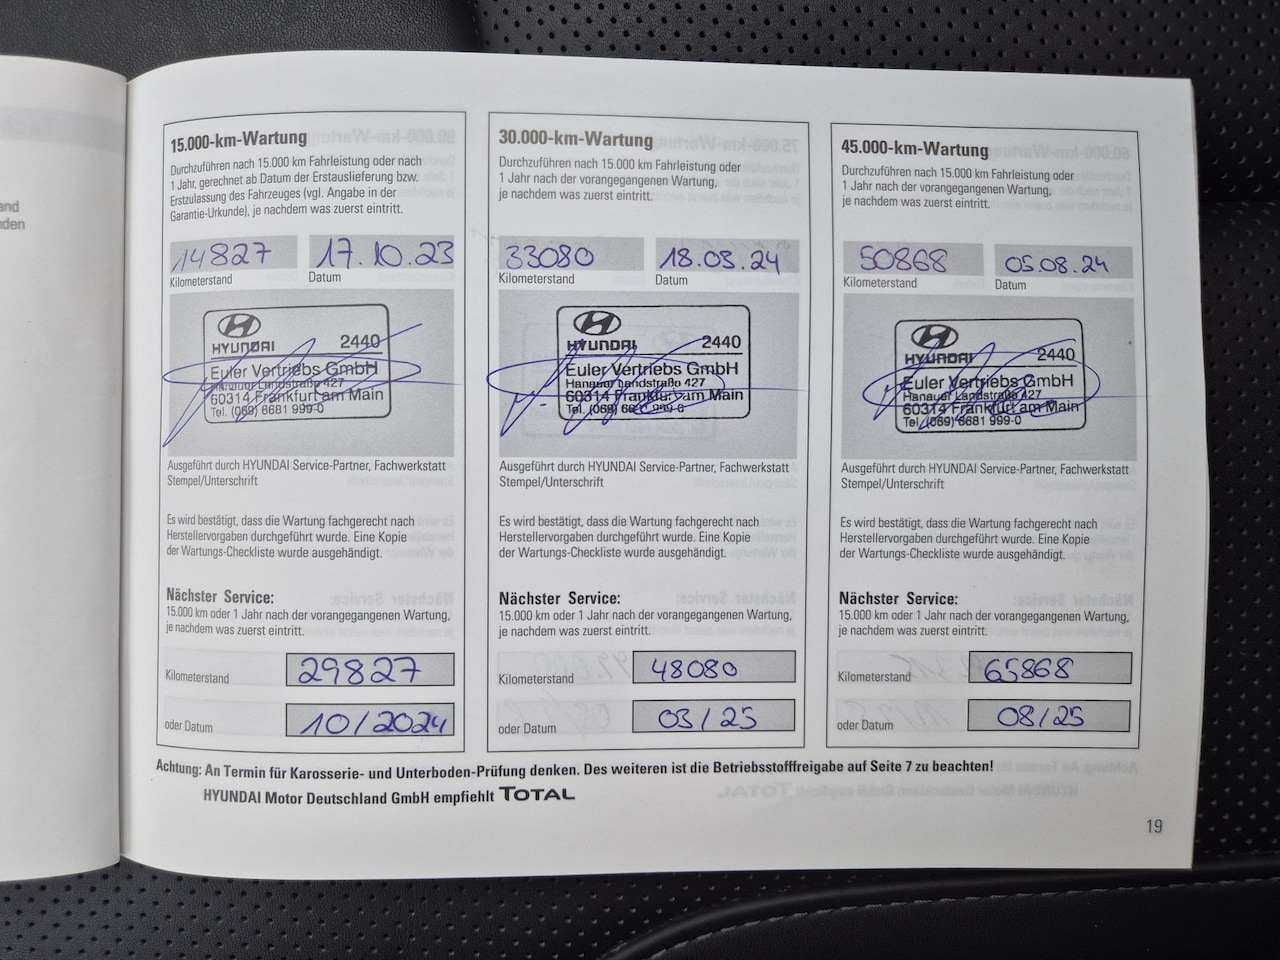 and
nden
15.000-km-Wartung
Durchzuführen nach 15.000 km Fahrleistung oder nach
1 Jahr, gerechnet ab Datum der Erstauslieferung bzw.
Erstzulassung des Fahrzeuges (vgl. Angabe in der
Garantie-Urkunde), je nachdem was zuerst eintritt.
14827
17.10.23
Kilometerstand
Datum
HYUNDAI
2440
Euler Vertriebs GmbH
Hanauer Landstraße 427
60314 Frankfurt am Main
Tel. (069) 6681 999-0
Ausgeführt durch HYUNDAI Service-Partner, Fachwerkstatt
Stempel/Unterschrift
Es wird bestätigt, dass die Wartung fachgerecht nach
Herstellervorgaben durchgeführt wurde. Eine Kopie
der Wartungs-Checkliste wurde ausgehändigt.
Nächster Service:
15.000 km oder 1 Jahr nach der vorangegangenen Wartung,
je nachdem was zuerst eintritt.
Kilometerstand 29827
oder Datum 10/2024
30.000-km-Wartung
Durchzuführen nach 15.000 km Fahrleistung oder
1 Jahr nach der vorangegangenen Wartung,
je nachdem was zuerst eintritt.
33080
18.03.24
Kilometerstand
Datum
HYUNDAI
2440
Euler Vertriebs GmbH
Hanauer Landstraße 427
60314 Frankfurt am Main
Tel. (069) 6681 999-0
Ausgeführt durch HYUNDAI Service-Partner, Fachwerkstatt
Stempel/Unterschrift
Es wird bestätigt, dass die Wartung fachgerecht nach
Herstellervorgaben durchgeführt wurde. Eine Kopie
der Wartungs-Checkliste wurde ausgehändigt.
Nächster Service:
15.000 km oder 1 Jahr nach der vorangegangenen Wartung,
je nachdem was zuerst eintritt.
Kilometerstand 48080
oder Datum 03/25
45.000-km-Wartung
Durchzuführen nach 15.000 km Fahrleistung oder
1 Jahr nach der vorangegangenen Wartung,
je nachdem was zuerst eintritt.
50868
05.08.24
Kilometerstand
Datum
HYUNDAI
2440
Euler Vertriebs GmbH
Hanauer Landstraße 427
60314 Frankfurt am Main
Tel. (069) 6681 999-0
Ausgeführt durch HYUNDAI Service-Partner, Fachwerkstatt
Stempel/Unterschrift
Es wird bestätigt, dass die Wartung fachgerecht nach
Herstellervorgaben durchgeführt wurde. Eine Kopie
der Wartungs-Checkliste wurde ausgehändigt.
Nächster Service:
15.000 km oder 1 Jahr nach der vorangegangenen Wartung,
je nachdem was zuerst eintritt.
Kilometerstand 65868
oder Datum 08/25
Achtung: An Termin für Karosserie- und Unterboden-Prüfung denken. Des weiteren ist die Betriebsstofffreigabe auf Seite 7 zu beachten!
HYUNDAI Motor Deutschland GmbH empfiehlt TOTAL
19